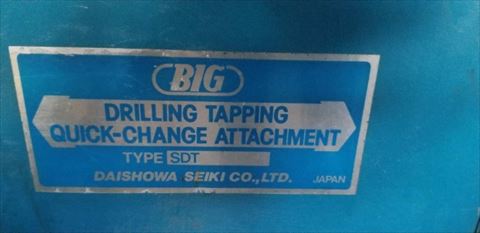 BIG
DRILLING TAPPING
QUICK-CHANGE ATTACHMENT
TYPE SDT
DAISHOWA SEIKI CO.,LTD. JAPAN